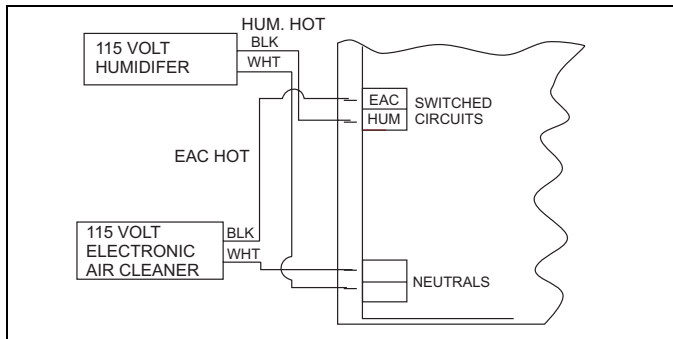 HUM. HOT
115 VOLT
HUMIDIFER
BLK
WHT
EAC
HUM
SWITCHED
CIRCUITS
EAC HOT
115 VOLT
ELECTRONIC
AIR CLEANER
BLK
WHT
NEUTRALS